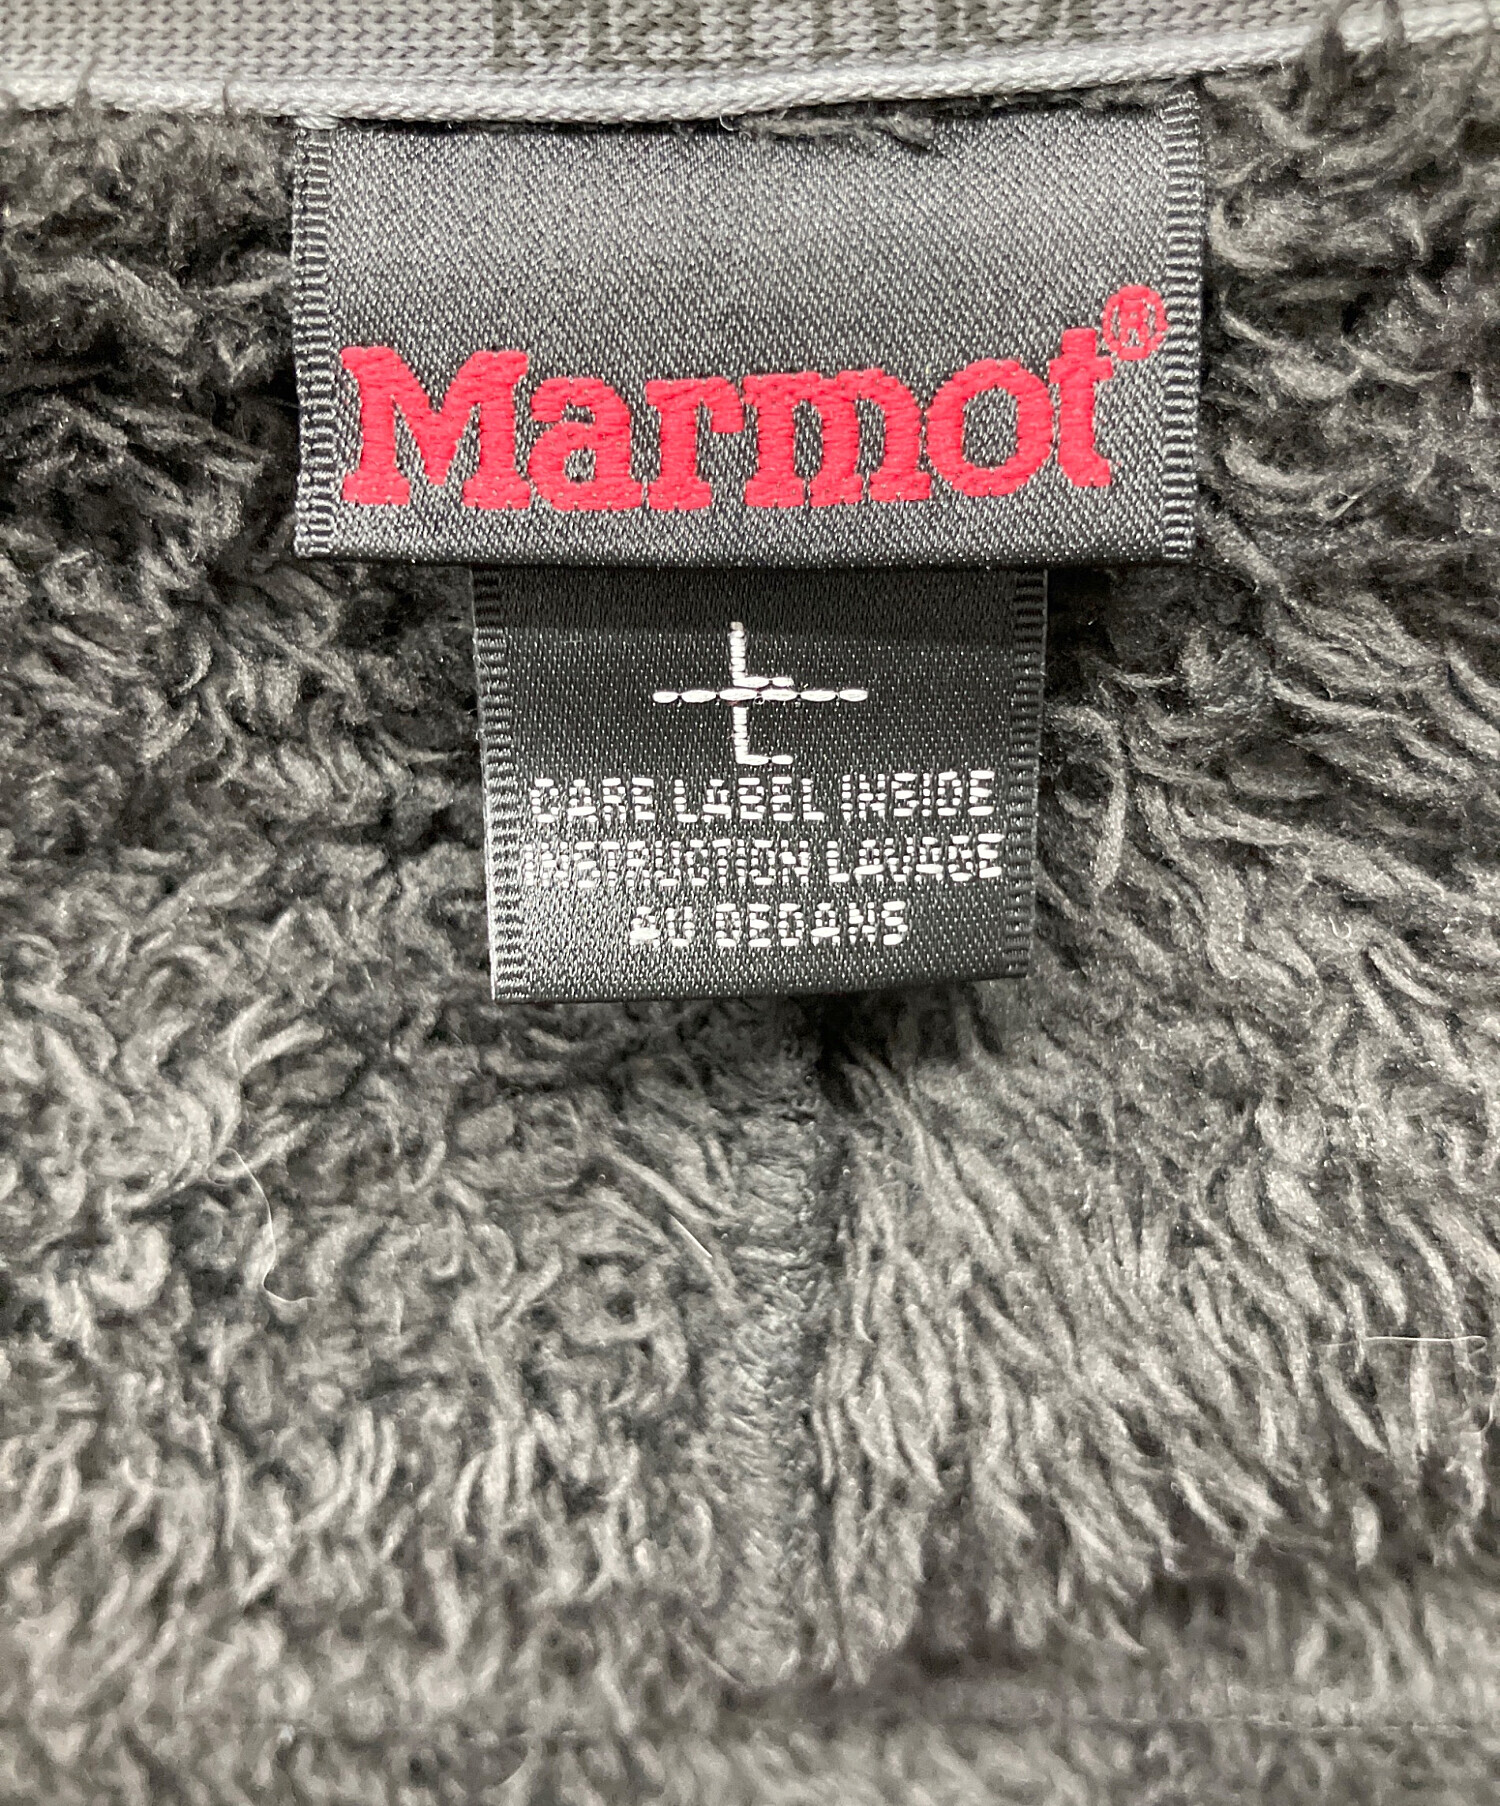 Marmot®
L
L
CARE LABEL INSIDE
INSTRUCTION LAVAGE
AU DEDANS